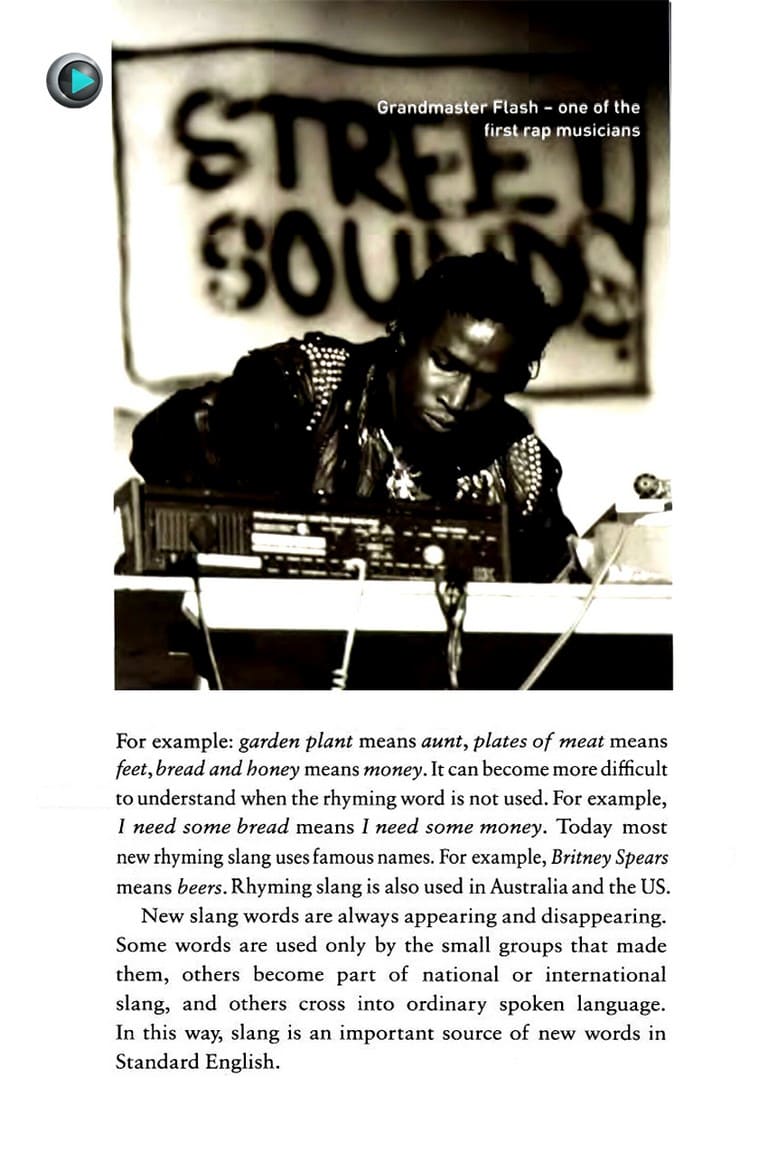 STREET
SOUNDS
Grandmaster Flash – one of the
first rap musicians
For example: garden plant means aunt, plates of meat means
feet, bread and honey means money. It can become more difficult
to understand when the rhyming word is not used. For example,
I need some bread means I need some money. Today most
new rhyming slang uses famous names. For example, Britney Spears
means beers. Rhyming slang is also used in Australia and the US.
New slang words are always appearing and disappearing.
Some words are used only by the small groups that made
them, others become part of national or international
slang, and others cross into ordinary spoken language.
In this way, slang is an important source of new words in
Standard English.